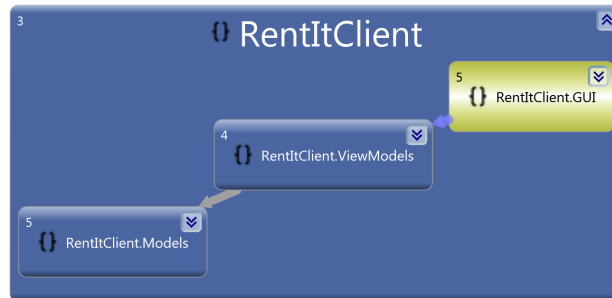 3
{} RentItClient
5
{} RentItClient.GUI
4
{} RentItClient.ViewModels
5
{} RentItClient.Models